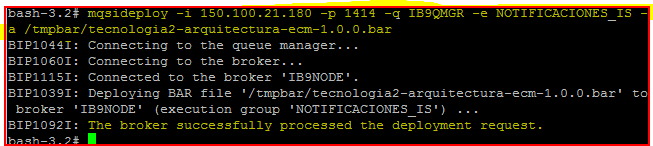 bash-3.2# mqsideploy -i 150.100.21.180 -p 1414 -q IB9QMGR -e NOTIFICACIONES_IS -
a /tmpbar/tecnologia2-arquitectura-ecm-1.0.0.bar
BIP1044I: Connecting to the queue manager...
BIP1060I: Connecting to the broker...
BIP1115I: Connected to the broker 'IB9NODE'.
BIP1039I: Deploying BAR file '/tmpbar/tecnologia2-arquitectura-ecm-1.0.0.bar' to
 broker 'IB9NODE' (execution group 'NOTIFICACIONES_IS') ...
BIP1092I: The broker successfully processed the deployment request.
bash-3.2#